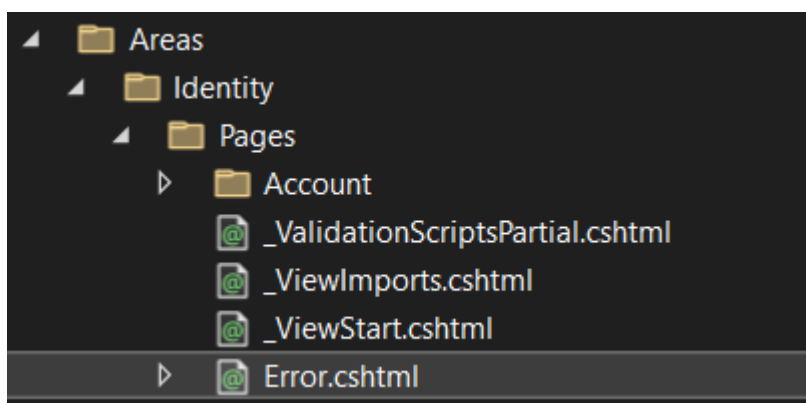 Areas
Identity
Pages
Account
_ValidationScriptsPartial.cshtml
_ViewImports.cshtml
_ViewStart.cshtml
Error.cshtml